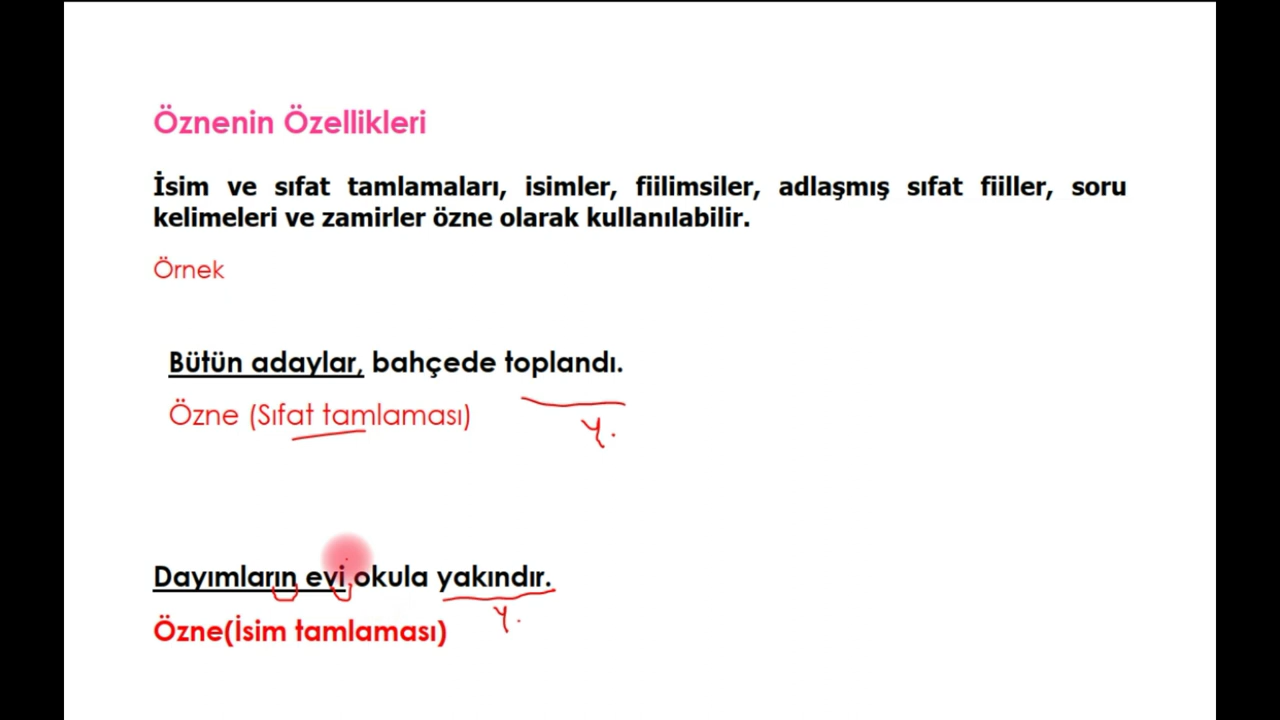 Öznenin Özellikleri
İsim ve sıfat tamlamaları, isimler, fiilimsiler, adlaşmış sıfat fiiller, soru
kelimeleri ve zamirler özne olarak kullanılabilir.
Örnek
Bütün adaylar, bahçede toplandı.
Özne (Sıfat tamlaması)
y.
Dayımların evi okula yakındır.
y.
Özne(İsim tamlaması)